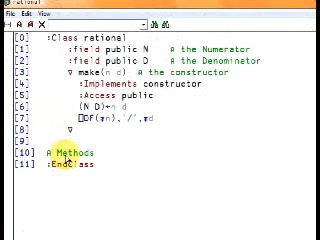 rational
File Edit View
[0] :Class rational
[1] :field public N ⍝ the Numerator
[2] :field public D ⍝ the Denominator
[3] ∇ make(n d) ⍝ the constructor
[4] :Implements constructor
[5] :Access public
[6] (N D)←n d
[7] ⎕DF(⍕n),'/',⍕d
[8] ∇
[9]
[10] ⍝ Methods
[11] :EndClass